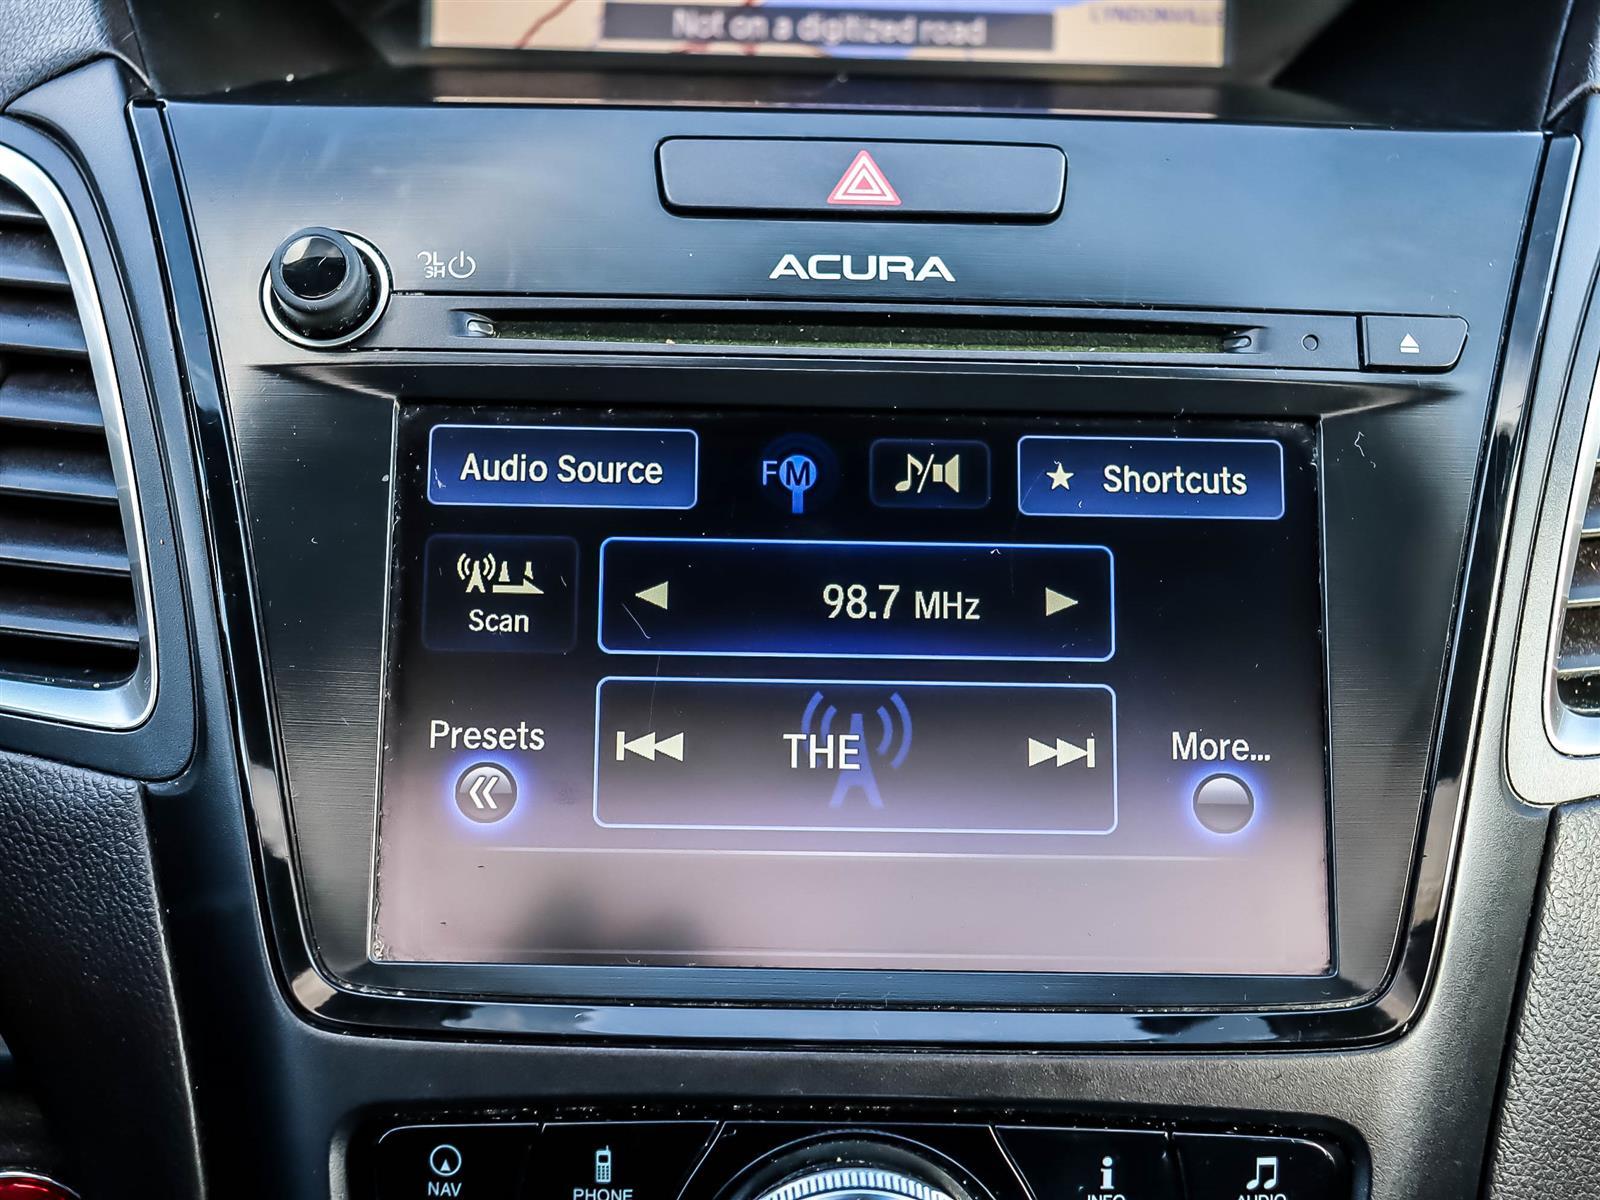 Not on a digitized road
LYNDONVILLE
ACURA
Audio Source
FM
Shortcuts
Scan
98.7 MHz
Presets
THE
More...
NAV
PHONE
INFO
AUDIO